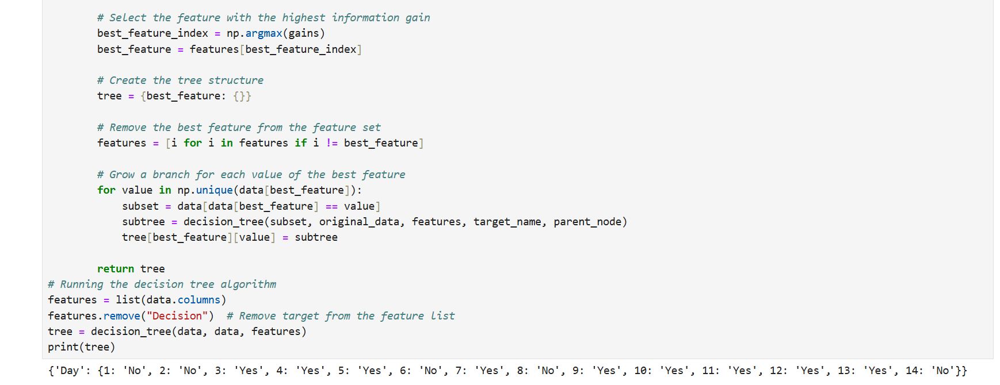 # Select the feature with the highest information gain
best_feature_index = np.argmax(gains)
best_feature = features[best_feature_index]
# Create the tree structure
tree = {best_feature: {}}
# Remove the best feature from the feature set
features = [i for i in features if i != best_feature]
# Grow a branch for each value of the best feature
for value in np.unique(data[best_feature]):
subset = data[data[best_feature] == value]
subtree = decision_tree(subset, original_data, features, target_name, parent_node)
tree[best_feature][value] = subtree
return tree
# Running the decision tree algorithm
features = list(data.columns)
features.remove("Decision")  # Remove target from the feature list
tree = decision_tree(data, data, features)
print(tree)
{'Day': {1: 'No', 2: 'No', 3: 'Yes', 4: 'Yes', 5: 'Yes', 6: 'No', 7: 'Yes', 8: 'No', 9: 'Yes', 10: 'Yes', 11: 'Yes', 12: 'Yes', 13: 'Yes', 14: 'No'}}